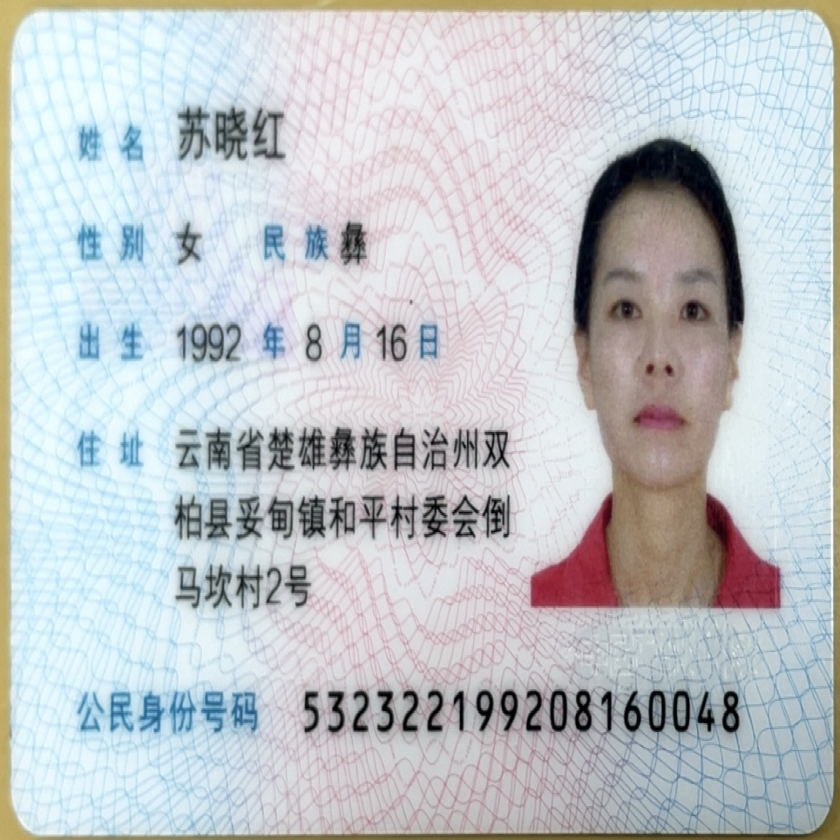 姓名 苏晓红
性别 女 民族 彝
出生 1992 年 8 月 16 日
住址 云南省楚雄彝族自治州双
柏县妥甸镇和平村委会倒
马坎村2号
公民身份号码 532322199208160048